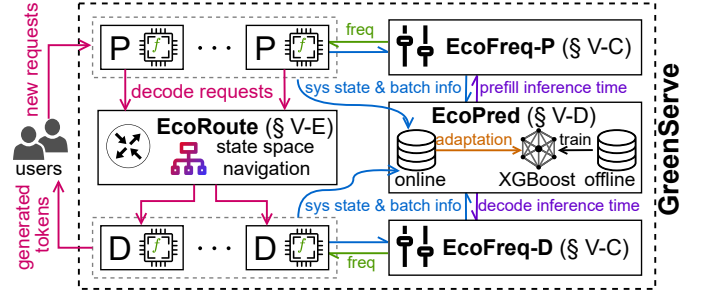 new requests
users
generated
tokens
P f ... P f
freq
EcoFreq-P (§ V-C)
sys state & batch info
prefill inference time
decode requests
EcoRoute (§ V-E)
state space
navigation
EcoPred (§ V-D)
adaptation
train
online
XGBoost
offline
sys state & batch info
decode inference time
D f ... D f
freq
EcoFreq-D (§ V-C)
GreenServe